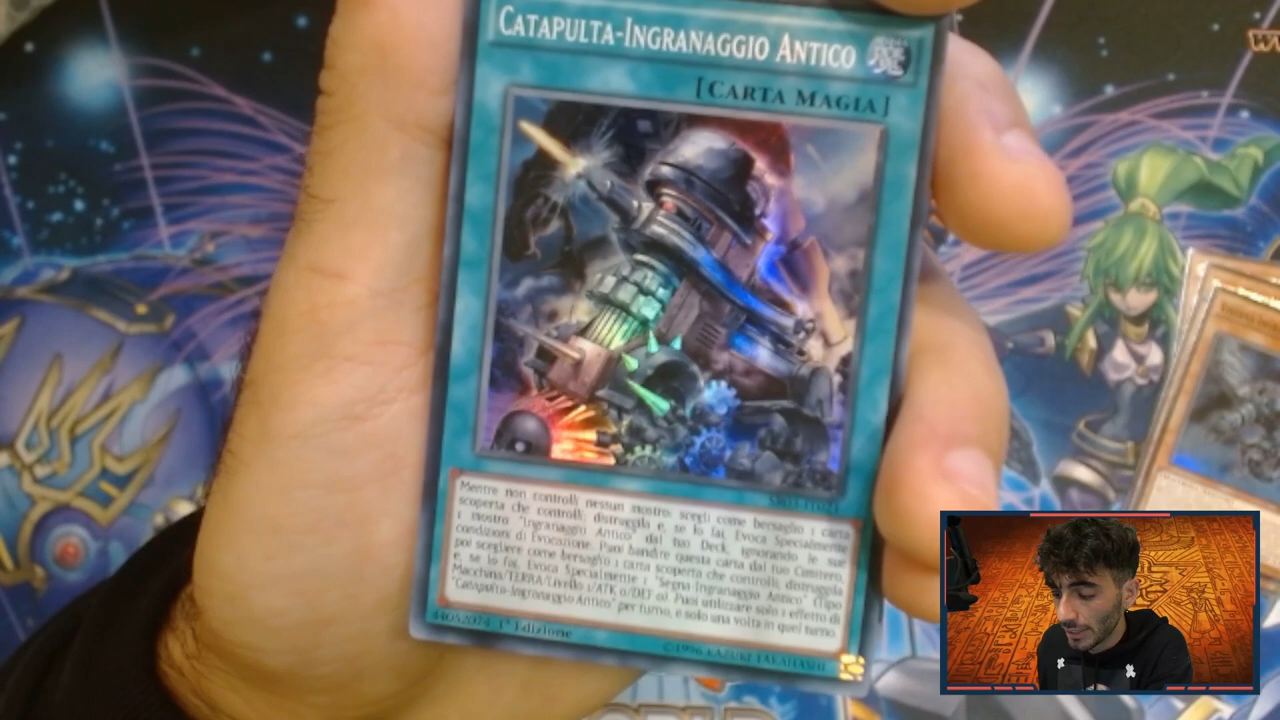 Catapulta-Ingranaggio Antico
[Carta Magia]
Mentre non controlli nessun mostro: scegli come bersaglio 1 carta
scoperta che controlli; distruggila e, se lo fai, Evoca Specialmente
1 mostro "Ingranaggio Antico" dal tuo Deck, ignorando le sue
condizioni di Evocazione. Puoi bandire questa carta dal tuo Cimitero,
poi scegliere come bersaglio 1 carta scoperta che controlli; distruggila
e, se lo fai, Evoca Specialmente 1 "Segna-Ingranaggio Antico" (Tipo
Macchina/TERRA/Livello 1/ATK 0/DEF 0). Puoi utilizzare solo 1 effetto di
"Catapulta-Ingranaggio Antico" per turno, e solo una volta in quel turno.
44052074 1ª Edizione
©1996 KAZUKI TAKAHASHI